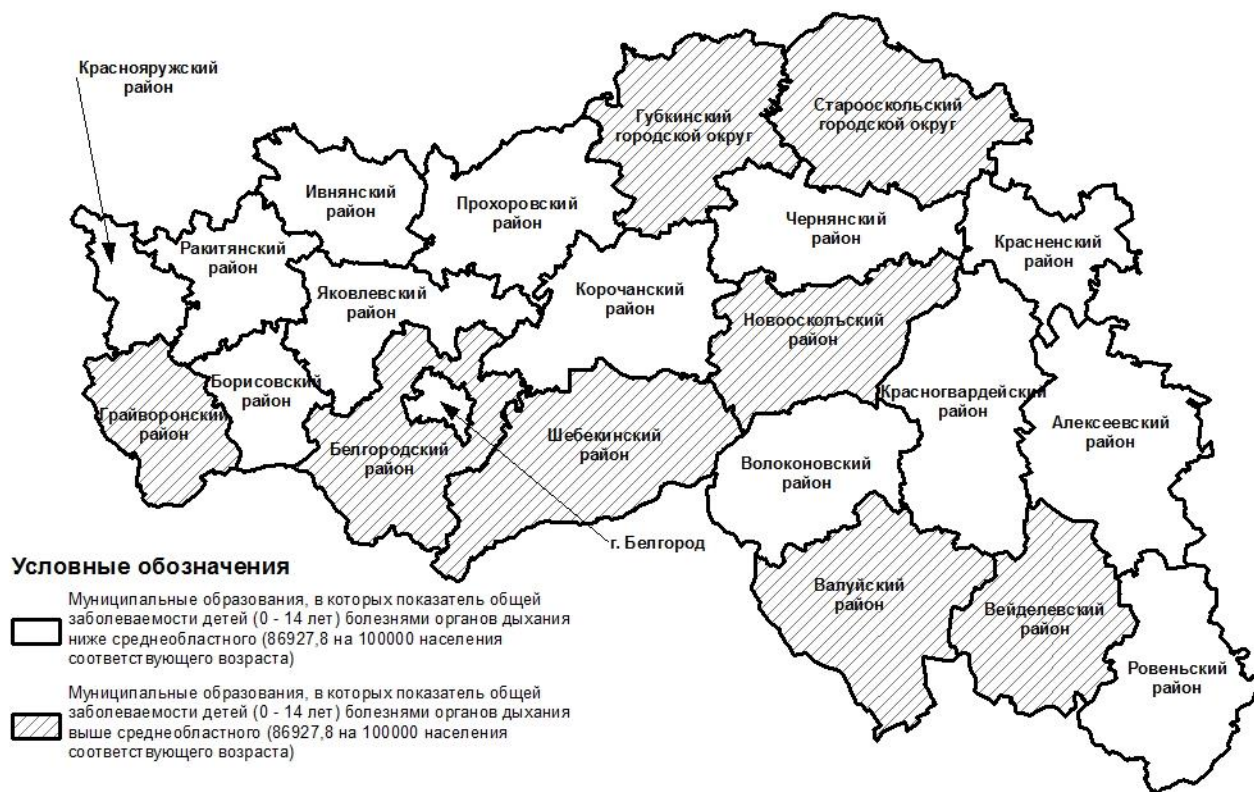 Краснояружский
район
Губкинский
городской округ
Старооскольский
городской округ
Ивнянский
район
Прохоровский
район
Чернянский
район
Красненский
район
Ракитянский
район
Яковлевский
район
Корочанский
район
Новооскольский
район
Борисовский
район
Красногвардейский
район
Грайворонский
район
Алексеевский
район
Белгородский
район
Шебекинский
район
Волоконовский
район
г. Белгород
Валуйский
район
Вейделевский
район
Ровеньский
район
Условные обозначения
Муниципальные образования, в которых показатель общей
заболеваемости детей (0 - 14 лет) болезнями органов дыхания
ниже среднеобластного (86927,8 на 100000 населения
соответствующего возраста)
Муниципальные образования, в которых показатель общей
заболеваемости детей (0 - 14 лет) болезнями органов дыхания
выше среднеобластного (86927,8 на 100000 населения
соответствующего возраста)